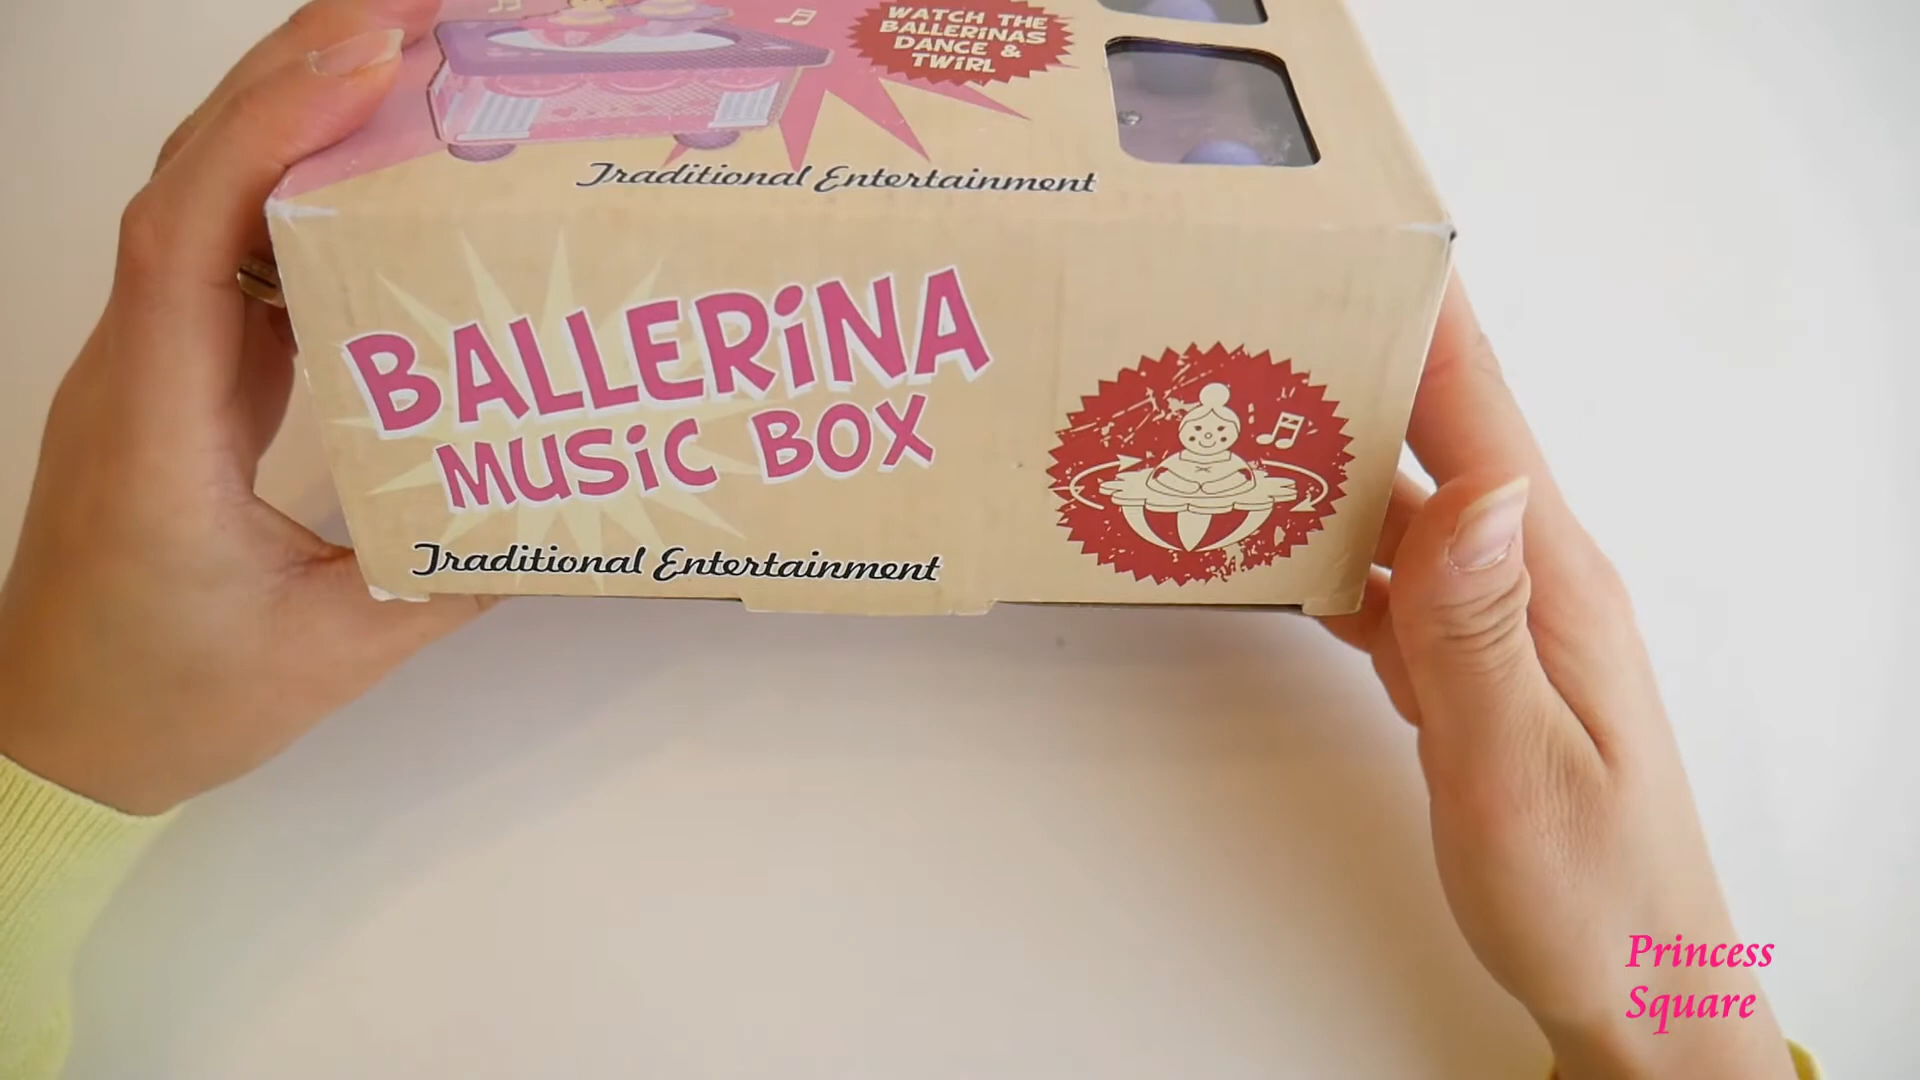 WATCH THE
BALLERiNAS
DANCE &
TWiRL
Traditional Entertainment
BALLERiNA
MUSiC BOX
Traditional Entertainment
Princess
Square